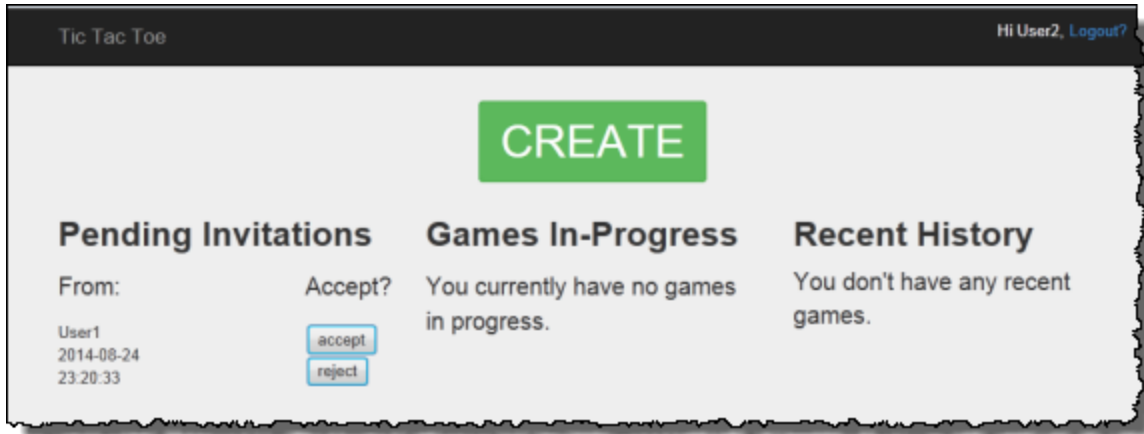 Tic Tac Toe
Hi User2, Logout?
CREATE
Pending Invitations
From:
Accept?
User1
2014-08-24
23:20:33
accept
reject
Games In-Progress
You currently have no games
in progress.
Recent History
You don't have any recent
games.